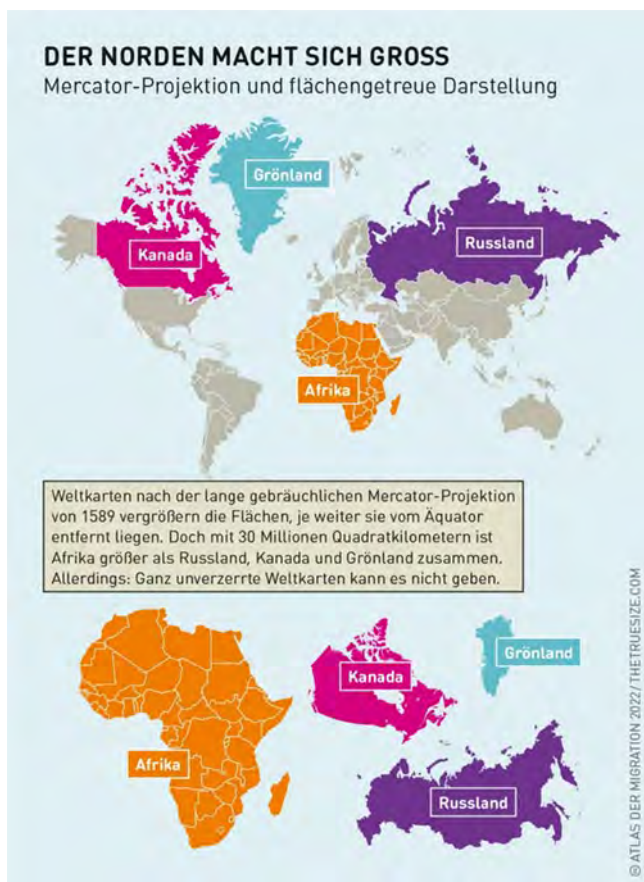 DER NORDEN MACHT SICH GROSS
Mercator-Projektion und flächengetreue Darstellung
Grönland
Kanada
Russland
Afrika
Weltkarten nach der lange gebräuchlichen Mercator-Projektion
von 1589 vergrößern die Flächen, je weiter sie vom Äquator
entfernt liegen. Doch mit 30 Millionen Quadratkilometern ist
Afrika größer als Russland, Kanada und Grönland zusammen.
Allerdings: Ganz unverzerrte Weltkarten kann es nicht geben.
Grönland
Kanada
Afrika
Russland
© ATLAS DER MIGRATION 2022/THETRUESIZE.COM